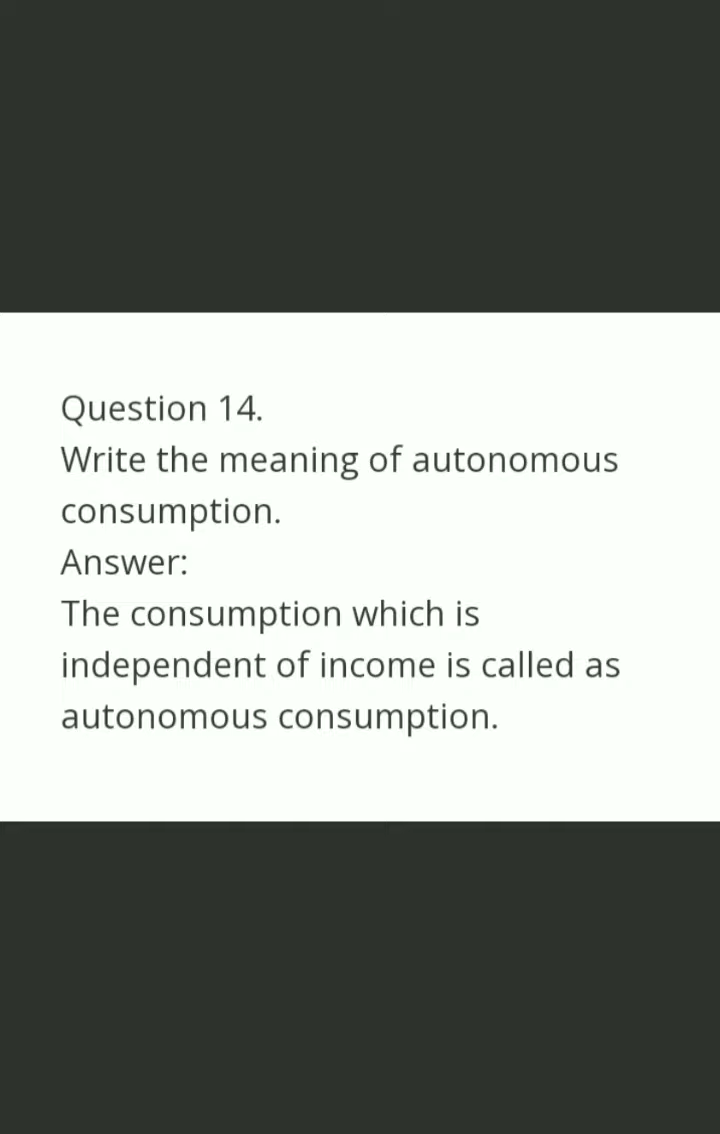 Question 14.
Write the meaning of autonomous
consumption.
Answer:
The consumption which is
independent of income is called as
autonomous consumption.